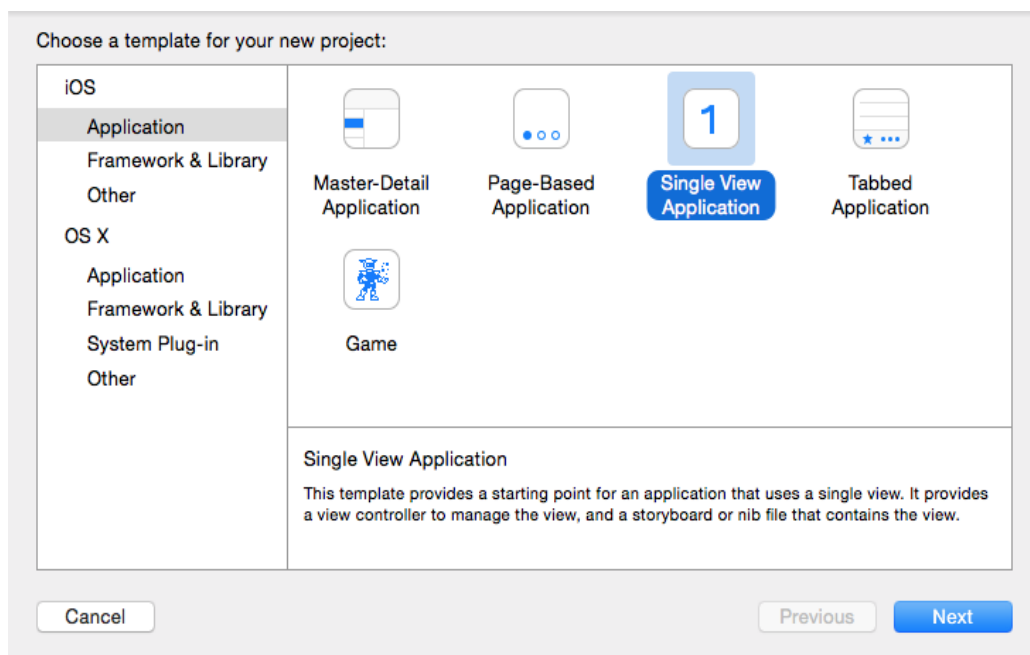 Choose a template for your new project:
iOS
Application
Framework & Library
Other
OS X
Application
Framework & Library
System Plug-in
Other
1
Master-Detail
Application
Page-Based
Application
Single View
Application
Tabbed
Application
Game
Single View Application
This template provides a starting point for an application that uses a single view. It provides
a view controller to manage the view, and a storyboard or nib file that contains the view.
Cancel
Previous
Next